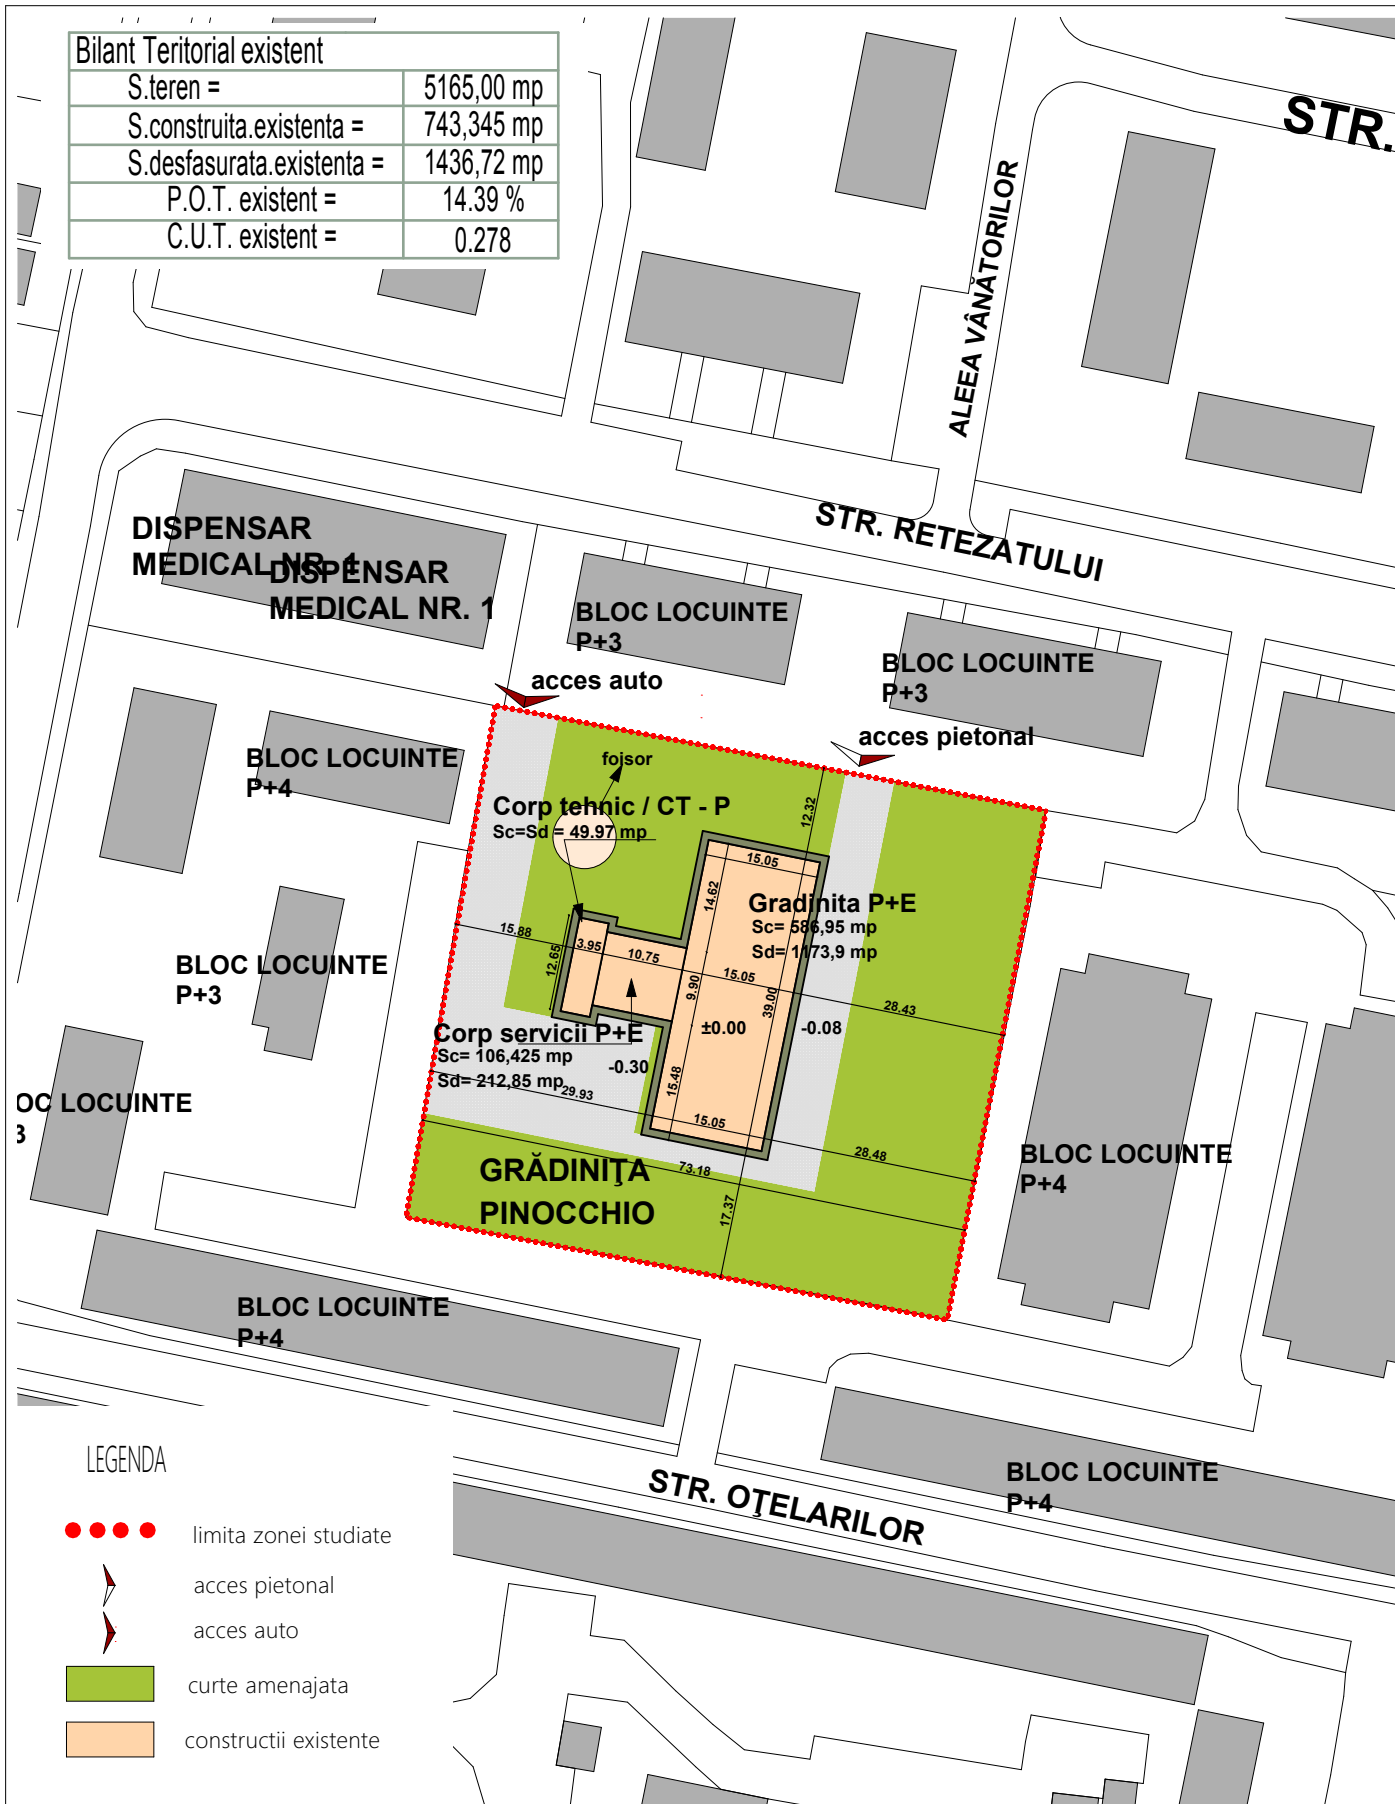 Bilant Teritorial existent
S.teren = 5165,00 mp
S.construita.existenta = 743,345 mp
S.desfasurata.existenta = 1436,72 mp
P.O.T. existent = 14.39 %
C.U.T. existent = 0.278
STR.
ALEEA VÂNĂTORILOR
STR. RETEZATULUI
DISPENSAR
MEDICAL NR. 1
DISPENSAR
MEDICAL NR. 1
BLOC LOCUINTE
P+3
BLOC LOCUINTE
P+3
acces auto
acces pietonal
BLOC LOCUINTE
P+4
foisor
Corp tehnic / CT - P
Sc=Sd = 49.97 mp
12.32
15.05
14.62
Gradinita P+E
Sc= 586,95 mp
Sd= 1173,9 mp
15.88
3.95
10.75
12.65
15.05
9.90
39.00
28.43
BLOC LOCUINTE
P+3
±0.00
-0.08
Corp servicii P+E
Sc= 106,425 mp
Sd= 212,85 mp
-0.30
29.93
15.48
15.05
28.48
OC LOCUINTE
3
BLOC LOCUINTE
P+4
GRĂDINIŢA
PINOCCHIO
73.18
17.37
BLOC LOCUINTE
P+4
BLOC LOCUINTE
P+4
STR. OŢELARILOR
LEGENDA
limita zonei studiate
acces pietonal
acces auto
curte amenajata
constructii existente